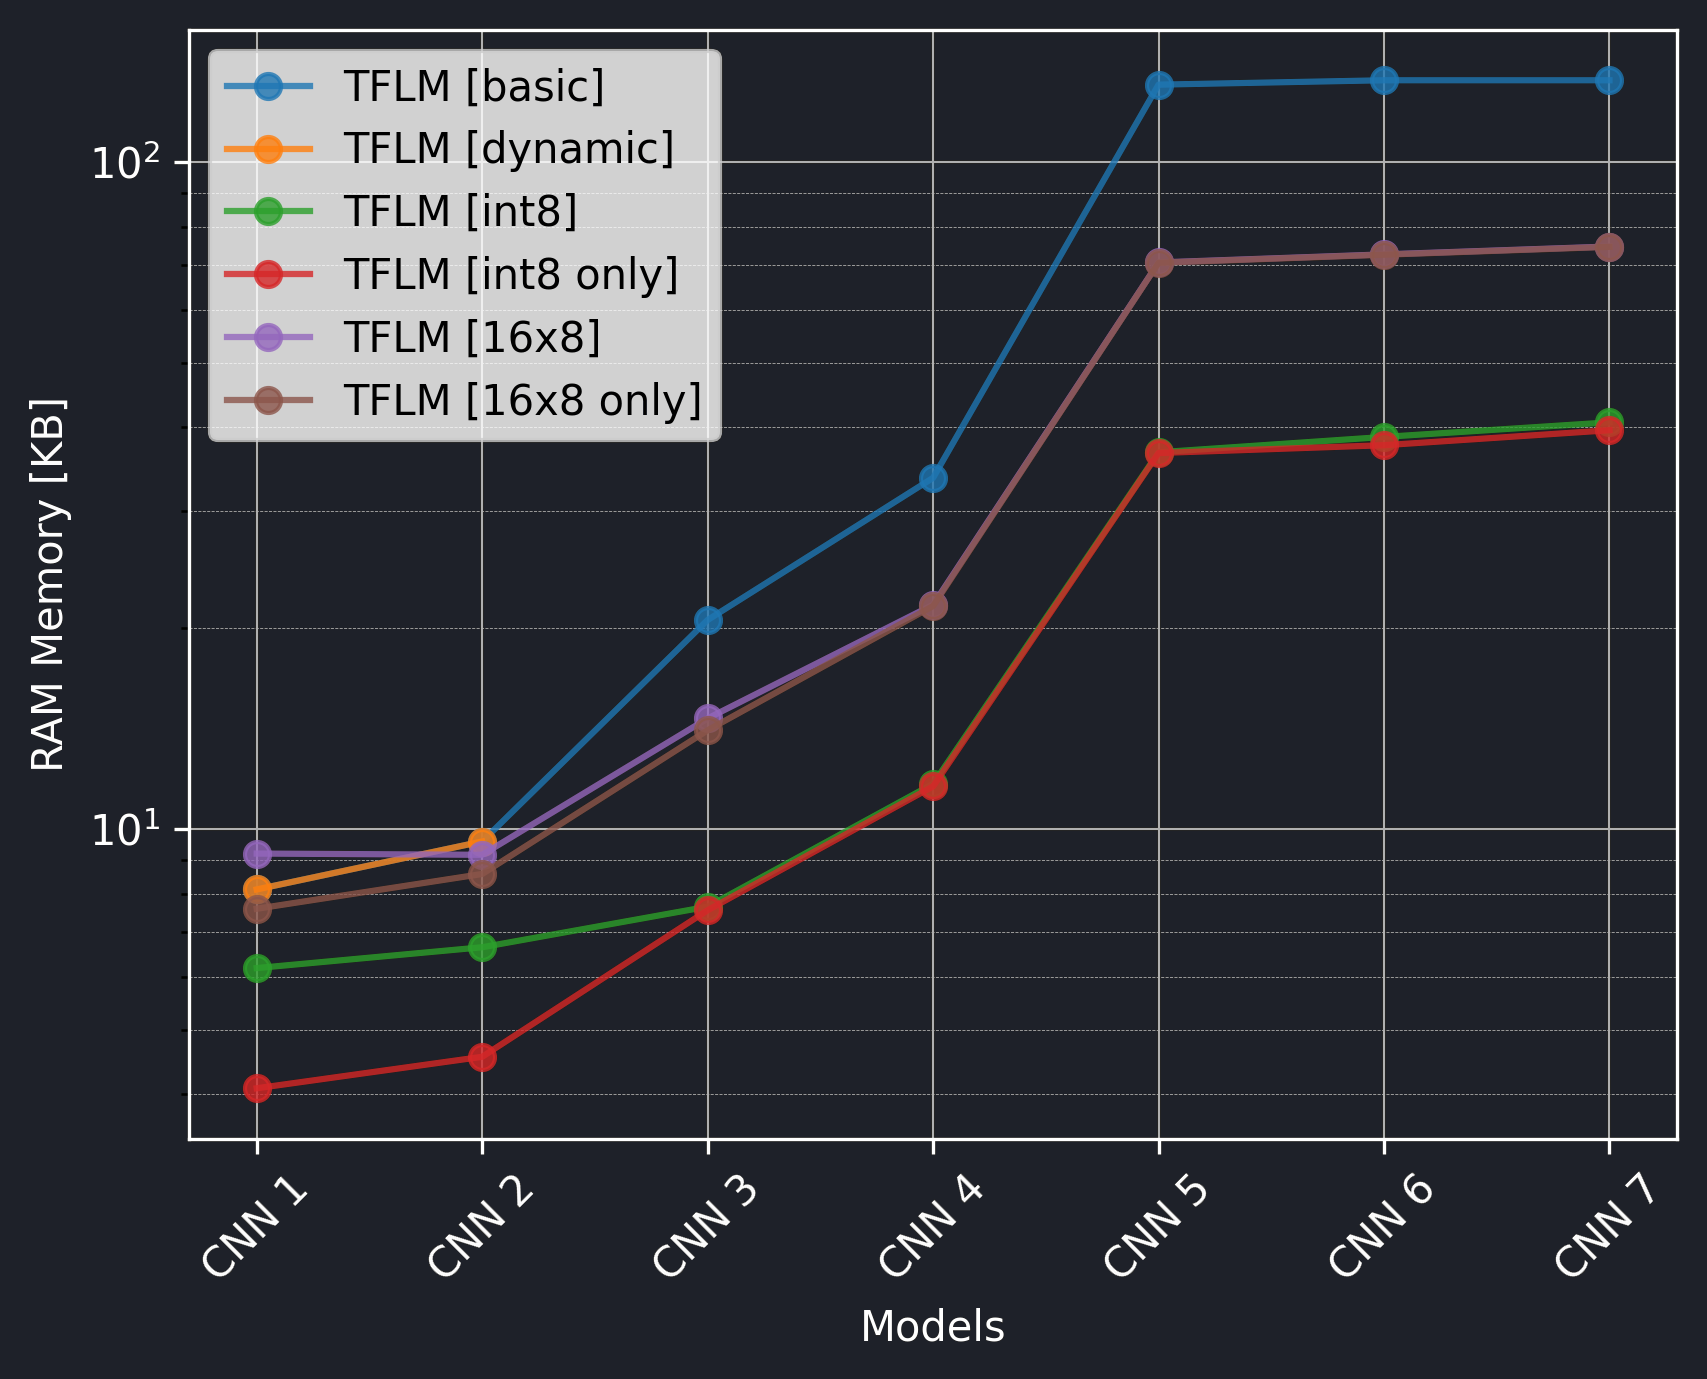 TFLM [basic]
TFLM [dynamic]
TFLM [int8]
TFLM [int8 only]
TFLM [16x8]
TFLM [16x8 only]
10²
10¹
RAM Memory [KB]
CNN 1
CNN 2
CNN 3
CNN 4
CNN 5
CNN 6
CNN 7
Models